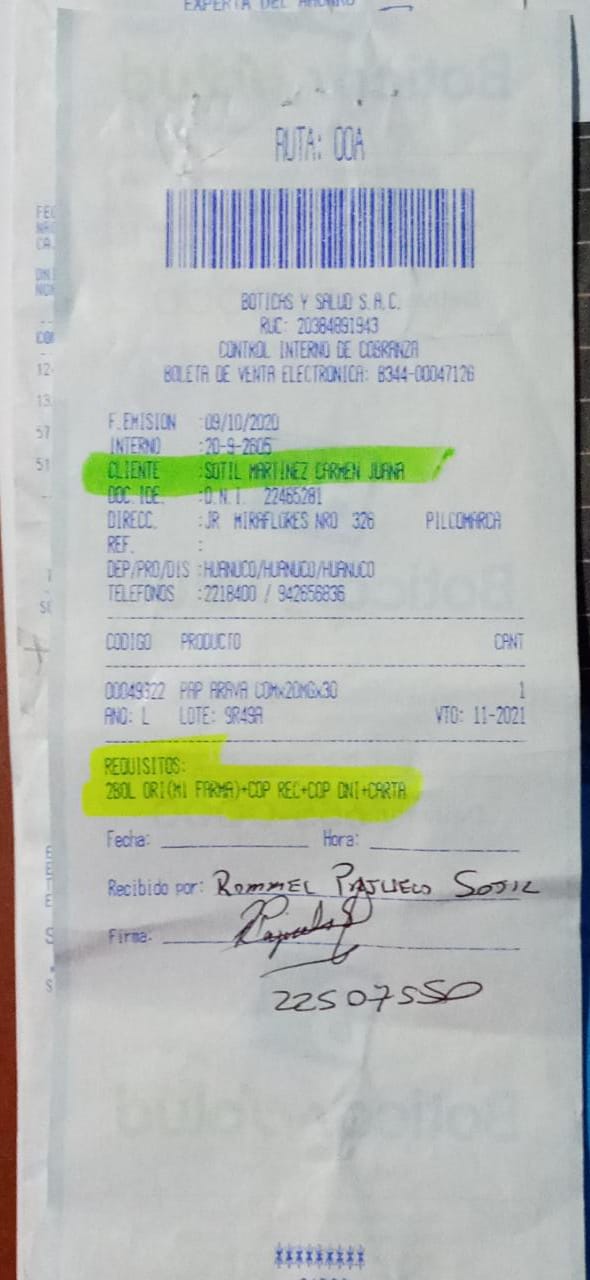 EXPERTA DEL AHORRO
RUTA: 00A
BOTICAS Y SALUD S.A.C.
RUC: 20384891943
CONTROL INTERNO DE COBRANZA
BOLETA DE VENTA ELECTRONICA: B344-00047126
F.EMISION :09/10/2020
INTERNO :20-9-2605
CLIENTE :SOTIL MARTINEZ CARMEN JUANA
DOC.IDE. :D.N.I. 22465281
DIRECC. :JR MIRAFLORES NRO 326 PILCOMARCA
REF. :
DEP/PRO/DIS :HUANUCO/HUANUCO/HUANUCO
TELEFONOS :2218400 / 942656836
CODIGO PRODUCTO CANT
00049322 PAP ARAVA COMx20MGx30 1
ANO: L LOTE: 9R49A VTO: 11-2021
REQUISITOS:
2BOL ORI(MI FARMA)+COP REC+COP DNI+CARTA
Fecha: Hora:
Recibido por: ROMMEL PAJUELO SOTIL
Firma:
22507550